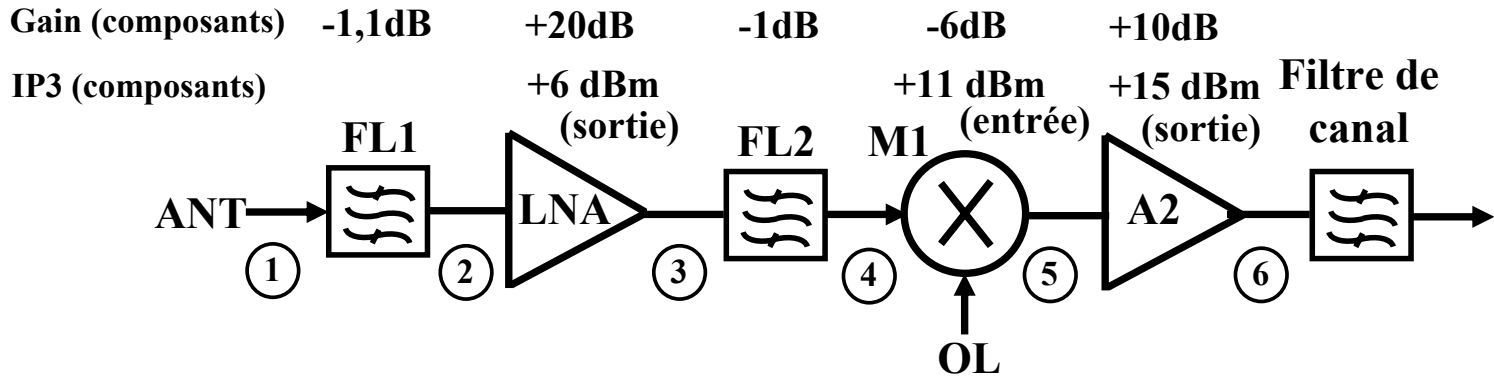 Gain (composants) -1,1dB +20dB -1dB -6dB +10dB
IP3 (composants) +6 dBm +11 dBm +15 dBm Filtre de
(sortie) (entrée) (sortie) canal
FL1 FL2 M1
ANT LNA A2
1 2 3 4 5 6
OL